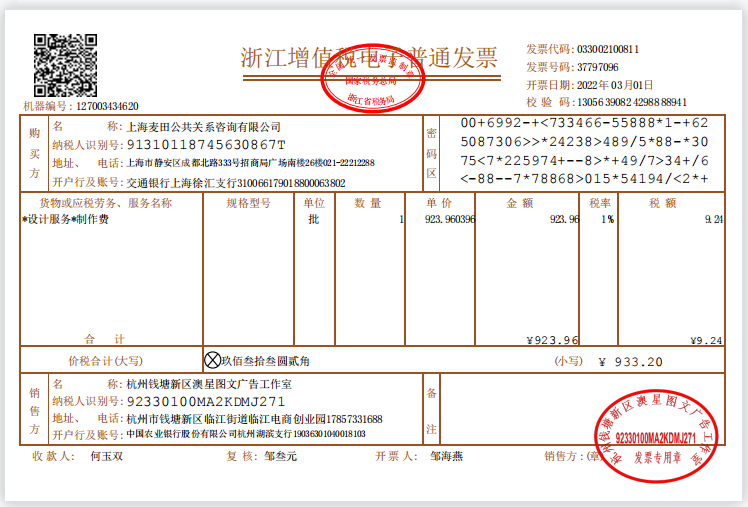 浙江增值税电子普通发票
全国统一发票监制章
国家税务总局
浙江省税务局
发票代码: 033002100811
发票号码: 37797096
开票日期: 2022年03月01日
校 验 码: 13056 39082 42988 88941
机器编号: 127003434620
购买方
名 称: 上海麦田公共关系咨询有限公司
纳税人识别号: 91310118745630867T
地址、 电话: 上海市静安区成都北路333号招商局广场南楼26楼021-22212288
开户行及账号: 交通银行上海徐汇支行310066179018800063802
密码区
00+6992-+<733466-55888*1-+62
5087306>>*24238>489/5*88-*30
75<7*225974+--8>*+49/7>34+/6
<-88--7*78868>015*54194/<2*+
货物或应税劳务、服务名称 规格型号 单位 数 量 单 价 金 额 税率 税 额
*设计服务*制作费 批 1 923.960396 923.96 1% 9.24
合 计 ¥923.96 ¥9.24
价税合计(大写) 玖佰叁拾叁圆贰角 (小写) ¥ 933.20
销售方
名 称: 杭州钱塘新区澳星图文广告工作室
纳税人识别号: 92330100MA2KDMJ271
地址、 电话: 杭州市钱塘新区临江街道临江电商创业园17857331688
开户行及账号: 中国农业银行股份有限公司杭州湖滨支行19036301040018103
备注
杭州钱塘新区澳星图文广告工作室
92330100MA2KDMJ271
发票专用章
收 款 人: 何玉双 复 核: 邹叁元 开 票 人: 邹海燕 销售方: (章)